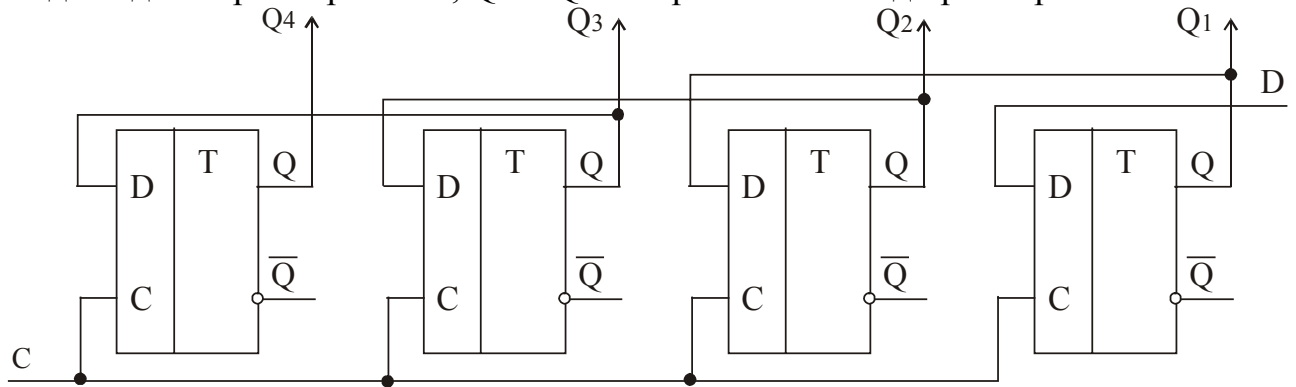 Q4 Q3 Q2 Q1
D
T Q T Q T Q T Q
D D D D
Q̅ Q̅ Q̅ Q̅
C C C C
C